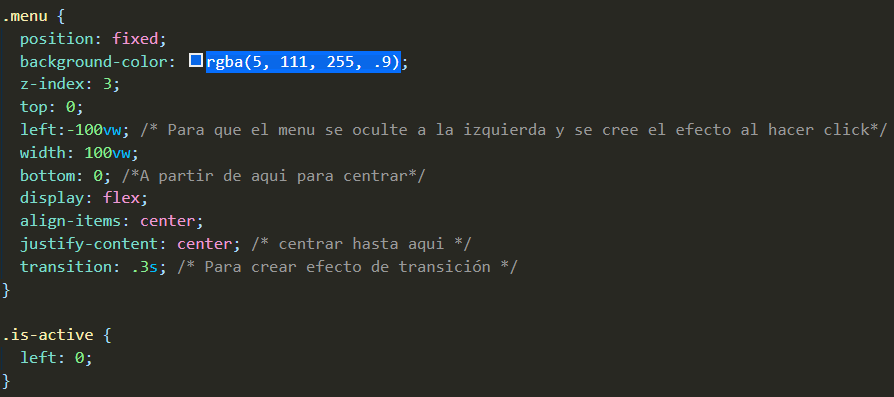 .menu {
  position: fixed;
  background-color: rgba(5, 111, 255, .9);
  z-index: 3;
  top: 0;
  left:-100vw; /* Para que el menu se oculte a la izquierda y se cree el efecto al hacer click*/
  width: 100vw;
  bottom: 0; /*A partir de aqui para centrar*/
  display: flex;
  align-items: center;
  justify-content: center; /* centrar hasta aqui */
  transition: .3s; /* Para crear efecto de transición */
}

.is-active {
  left: 0;
}